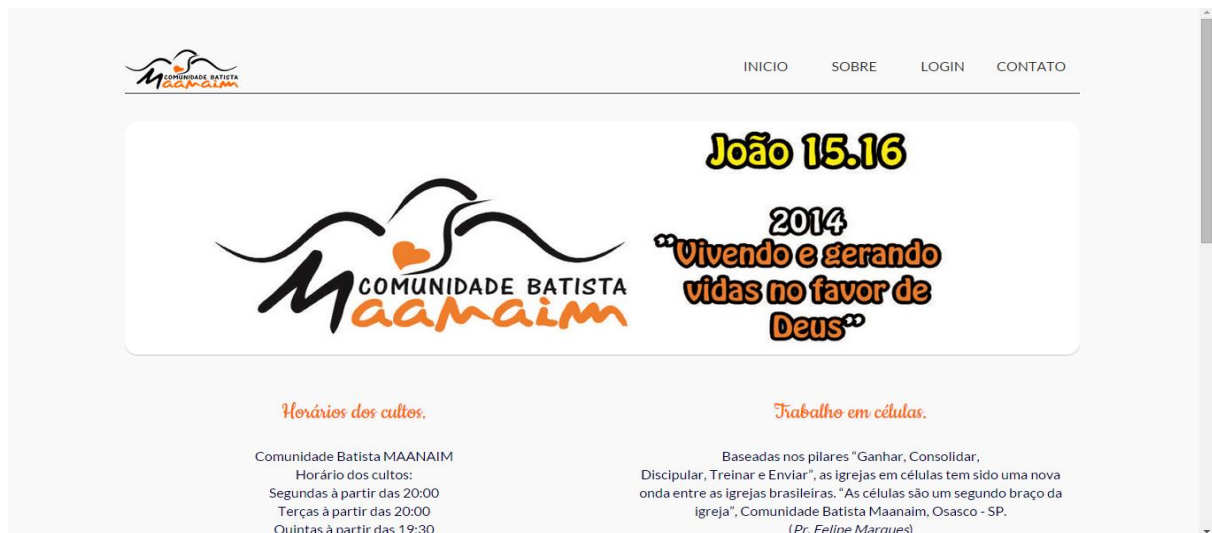 COMUNIDADE BATISTA
Maanaim
INICIO SOBRE LOGIN CONTATO
João 15.16
2014
"Vivendo e gerando
vidas no favor de
Deus"
COMUNIDADE BATISTA
Maanaim
Horários dos cultos.
Comunidade Batista MAANAIM
Horário dos cultos:
Segundas à partir das 20:00
Terças à partir das 20:00
Quintas à partir das 19:30
Trabalho em células.
Baseadas nos pilares “Ganhar, Consolidar,
Discipular, Treinar e Enviar”, as igrejas em células tem sido uma nova
onda entre as igrejas brasileiras. “As células são um segundo braço da
igreja”, Comunidade Batista Maanaim, Osasco - SP.
(Pr. Felipe Marques)